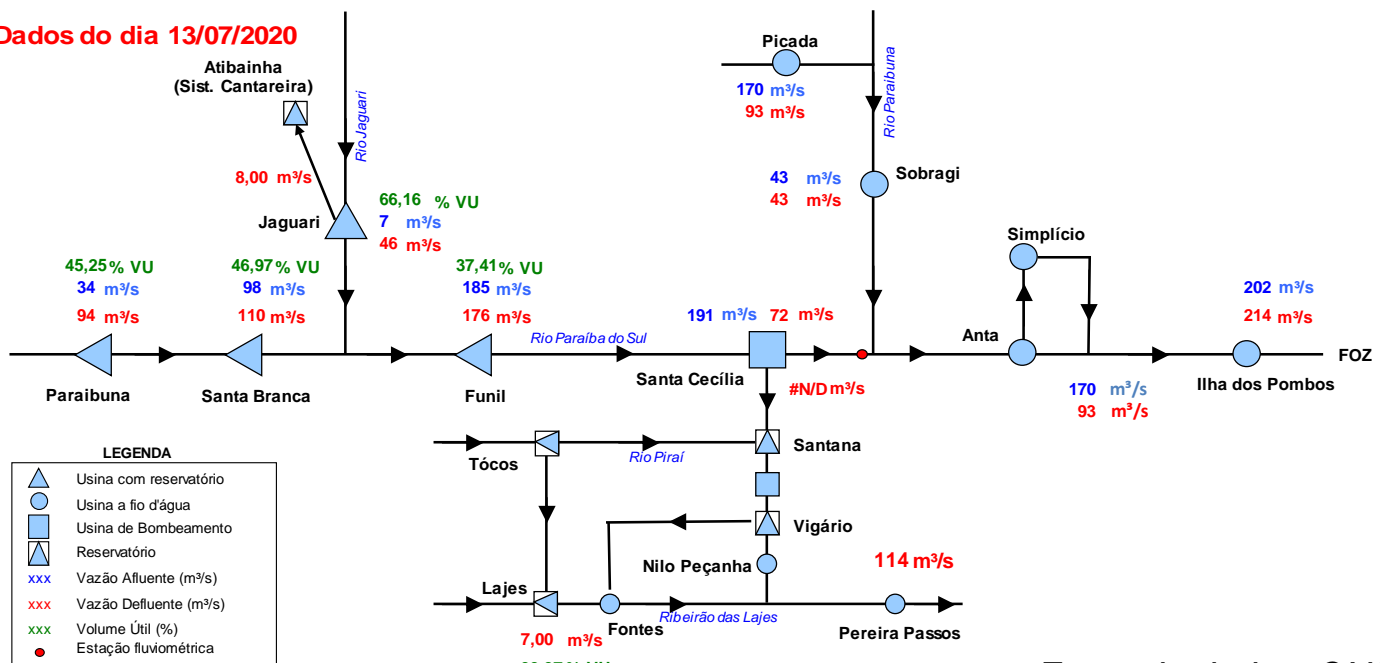 Dados do dia 13/07/2020
Atibainha
(Sist. Cantareira)
Rio Jaguari
8,00 m³/s
Jaguari
66,16 % VU
7 m³/s
46 m³/s
Picada
170 m³/s
93 m³/s
Rio Paraibuna
43 m³/s
43 m³/s
Sobragi
45,25% VU
34 m³/s
94 m³/s
Paraibuna
46,97% VU
98 m³/s
110 m³/s
Santa Branca
37,41% VU
185 m³/s
176 m³/s
Funil
Rio Paraíba do Sul
191 m³/s 72 m³/s
Santa Cecília
#N/D m³/s
Simplício
Anta
170 m³/s
93 m³/s
202 m³/s
214 m³/s
Ilha dos Pombos
FOZ
Tócos
Rio Piraí
Santana
Vigário
Nilo Peçanha
114 m³/s
Lajes
Fontes
Ribeirão das Lajes
Pereira Passos
7,00 m³/s
LEGENDA
Usina com reservatório
Usina a fio d'água
Usina de Bombeamento
Reservatório
xxx Vazão Afluente (m³/s)
xxx Vazão Defluente (m³/s)
xxx Volume Útil (%)
Estação fluviométrica